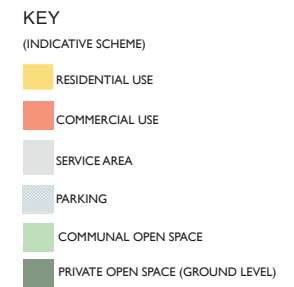 KEY
(INDICATIVE SCHEME)
RESIDENTIAL USE
COMMERCIAL USE
SERVICE AREA
PARKING
COMMUNAL OPEN SPACE
PRIVATE OPEN SPACE (GROUND LEVEL)